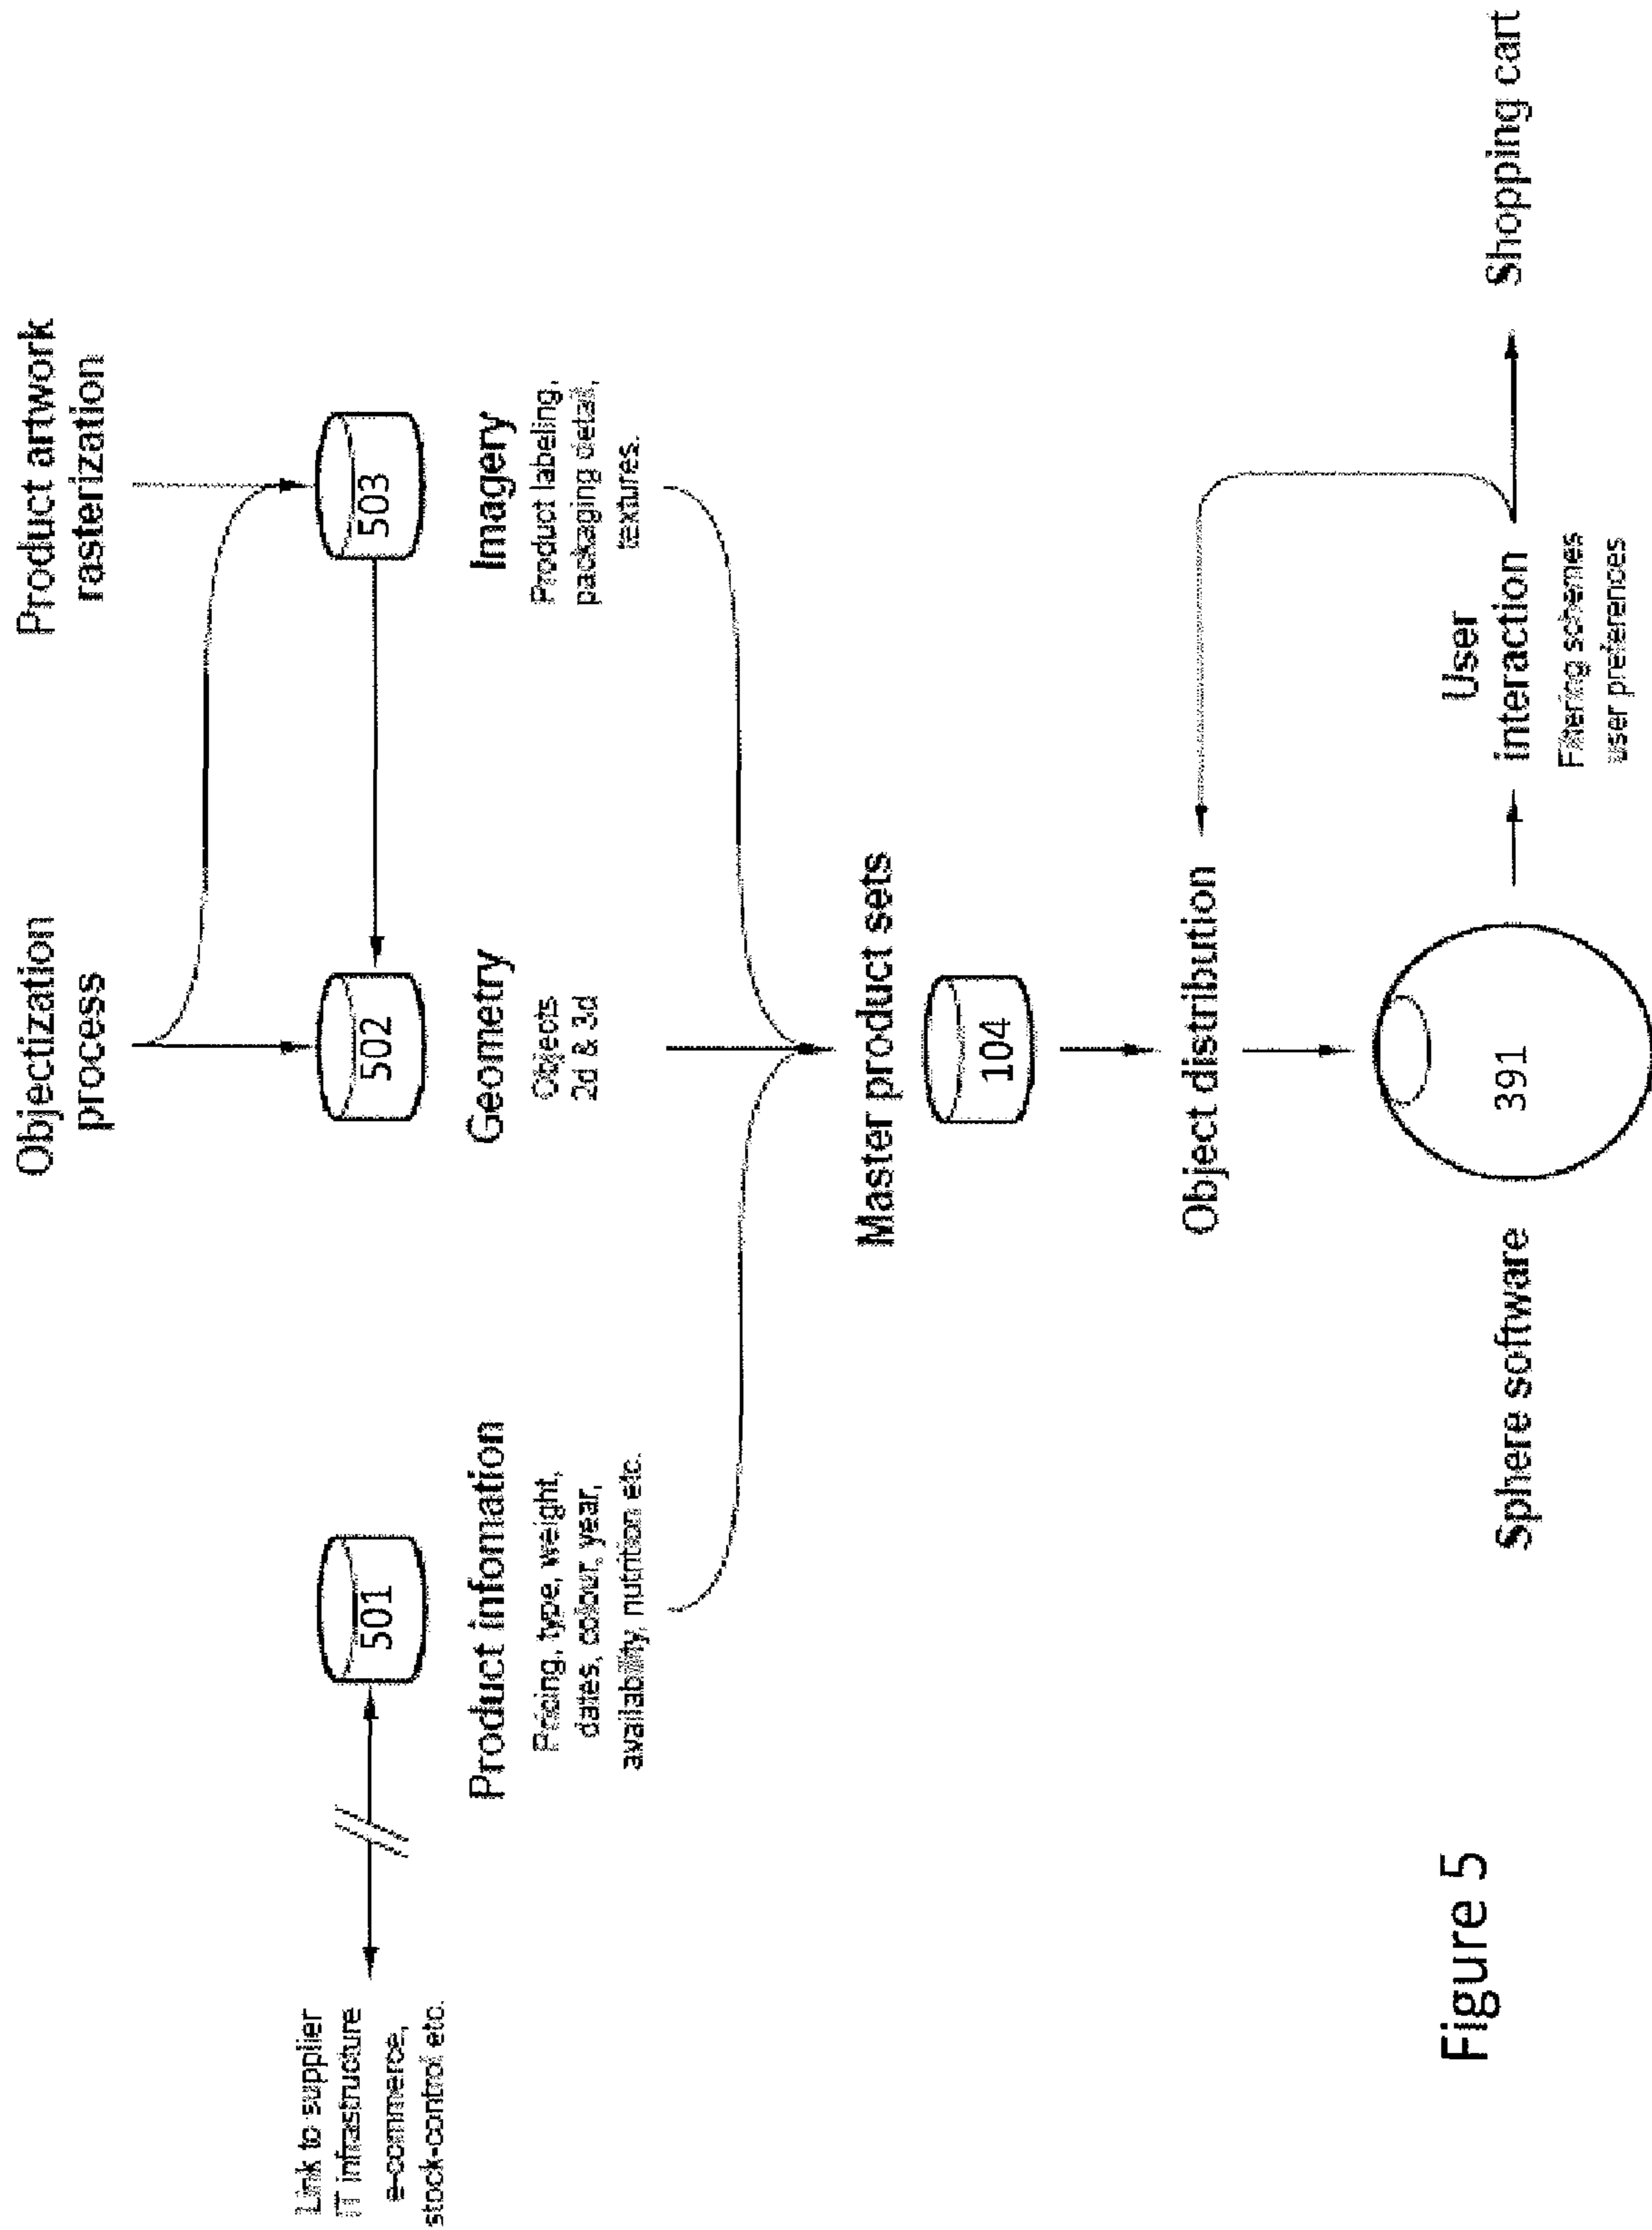 Objectization
process
Product artwork
rasterization
Link to supplier
IT infrastructure
e-commerce,
stock-control etc.
501
502
503
Product infomation
Pricing, type, weight,
dates, colour, year,
availability, nutrition etc.
Geometry
Objects
2d & 3d
Imagery
Product labeling,
packaging detail,
textures.
Master product sets
104
Object distribution
Sphere software
391
User
interaction
Filtering schemes
user preferences
Shopping cart
Figure 5